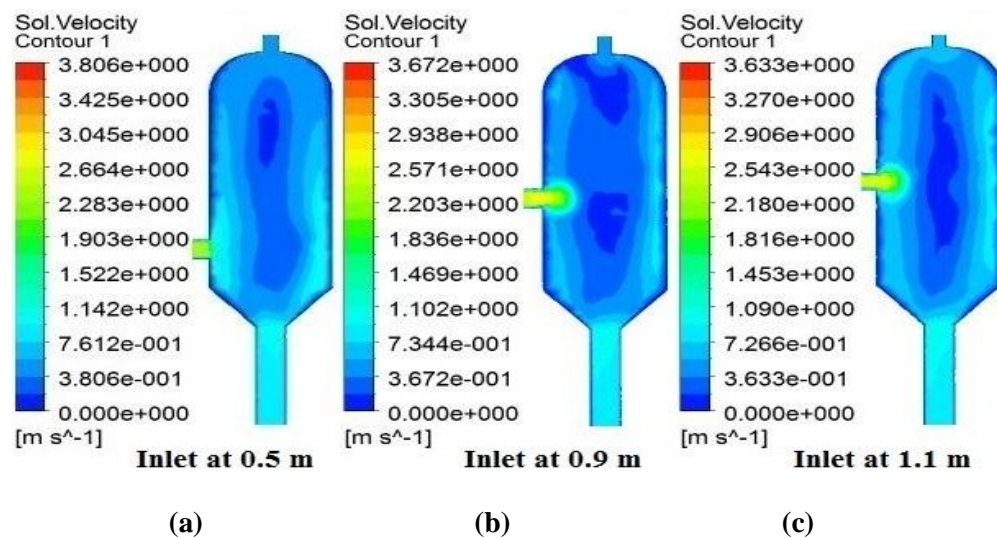 Sol.Velocity
Contour 1
3.806e+000
3.425e+000
3.045e+000
2.664e+000
2.283e+000
1.903e+000
1.522e+000
1.142e+000
7.612e-001
3.806e-001
0.000e+000
[m s^-1]
Inlet at 0.5 m
(a)
Sol.Velocity
Contour 1
3.672e+000
3.305e+000
2.938e+000
2.571e+000
2.203e+000
1.836e+000
1.469e+000
1.102e+000
7.344e-001
3.672e-001
0.000e+000
[m s^-1]
Inlet at 0.9 m
(b)
Sol.Velocity
Contour 1
3.633e+000
3.270e+000
2.906e+000
2.543e+000
2.180e+000
1.816e+000
1.453e+000
1.090e+000
7.266e-001
3.633e-001
0.000e+000
[m s^-1]
Inlet at 1.1 m
(c)